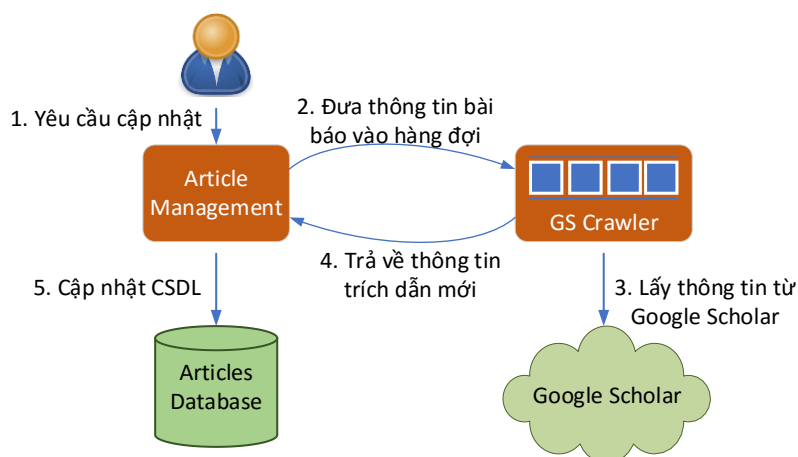 1. Yêu cầu cập nhật
2. Đưa thông tin bài
báo vào hàng đợi
Article
Management
GS Crawler
4. Trả về thông tin
trích dẫn mới
5. Cập nhật CSDL
3. Lấy thông tin từ
Google Scholar
Articles
Database
Google Scholar